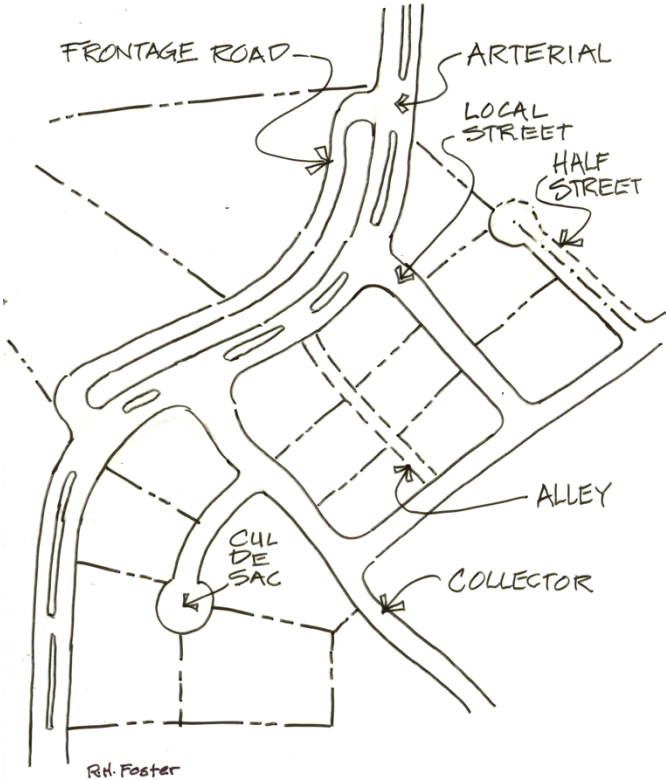 FRONTAGE ROAD
ARTERIAL
LOCAL
STREET
HALF
STREET
ALLEY
CUL
DE
SAC
COLLECTOR
R.H. Foster